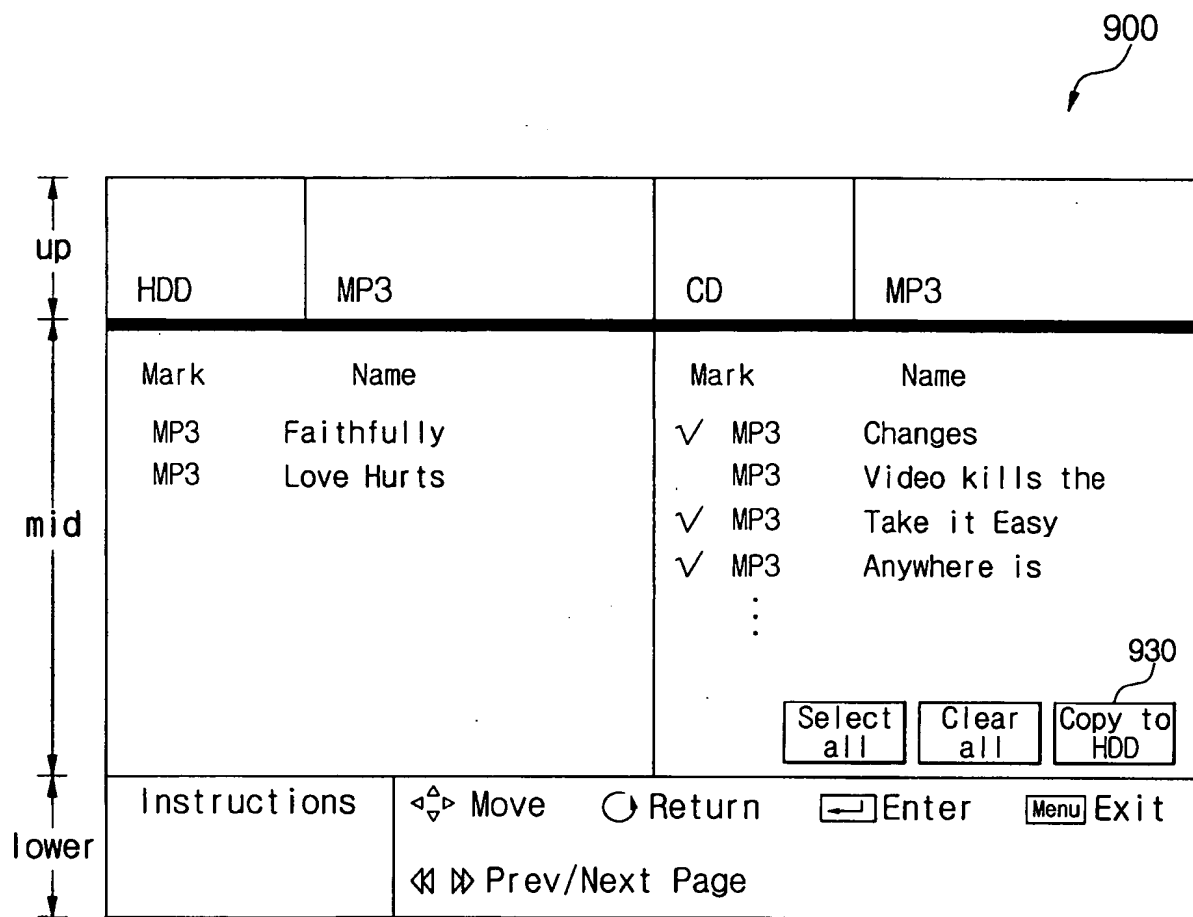 900
up
HDD MP3 CD MP3
Mark Name Mark Name
MP3 Faithfully √ MP3 Changes
MP3 Love Hurts MP3 Video kills the
mid
√ MP3 Take it Easy
√ MP3 Anywhere is
930
Select all Clear all Copy to HDD
lower
Instructions Move Return Enter Menu Exit
Prev/Next Page